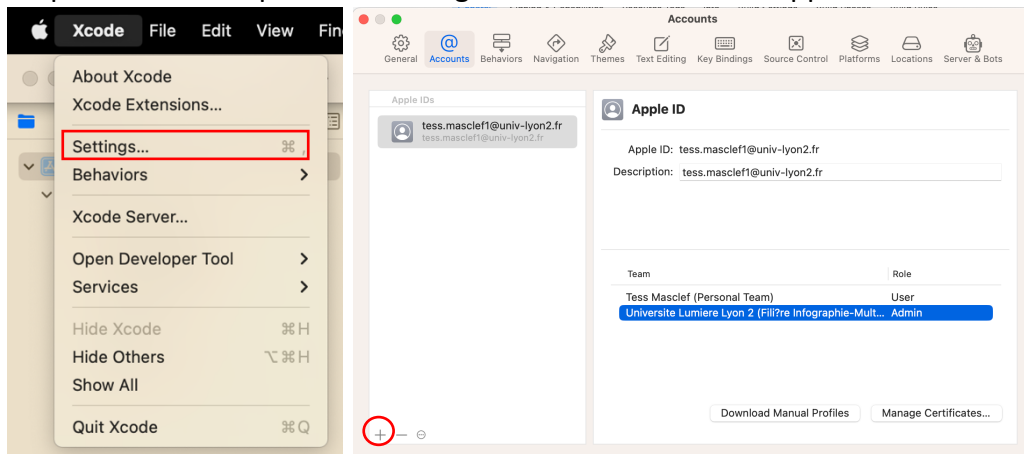 Xcode File Edit View Fin
About Xcode
Xcode Extensions...
Settings... ⌘ ,
Behaviors
Xcode Server...
Open Developer Tool
Services
Hide Xcode ⌘H
Hide Others ⌥⌘H
Show All
Quit Xcode ⌘Q
Accounts
General Accounts Behaviors Navigation Themes Text Editing Key Bindings Source Control Platforms Locations Server & Bots
Apple IDs
tess.masclef1@univ-lyon2.fr
tess.masclef1@univ-lyon2.fr
Apple ID
Apple ID: tess.masclef1@univ-lyon2.fr
Description: tess.masclef1@univ-lyon2.fr
Team Role
Tess Masclef (Personal Team) User
Universite Lumiere Lyon 2 (Fili?re Infographie-Mult... Admin
Download Manual Profiles Manage Certificates...